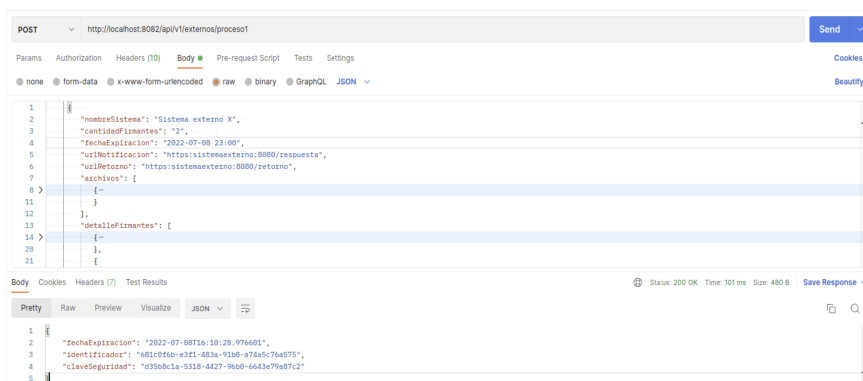 POST http://localhost:8082/api/v1/externos/proceso1 Send
Params Authorization Headers (10) Body Pre-request Script Tests Settings Cookies
none form-data x-www-form-urlencoded raw binary GraphQL JSON Beautify
1 {
2 "nombreSistema": "Sistema externo X",
3 "cantidadFirmantes": "2",
4 "fechaExpiracion": "2022-07-08 23:00",
5 "urlNotificacion": "https:sistemaexterno:8080/respuesta",
6 "urlRetorno": "https:sistemaexterno:8080/retorno",
7 "archivos": [
8 {
11 }
12 ],
13 "detalleFirmantes": [
14 {
20 },
21 {
Body Cookies Headers (7) Test Results Status: 200 OK Time: 101 ms Size: 480 B Save Response
Pretty Raw Preview Visualize JSON
1 {
2 "fechaExpiracion": "2022-07-08T16:10:28.976601",
3 "identificador": "681c0f6b-e3f1-483a-91b8-a74a5c76a575",
4 "claveSeguridad": "d35b8c1a-5318-4427-96b0-6643e79a87c2"
5 }